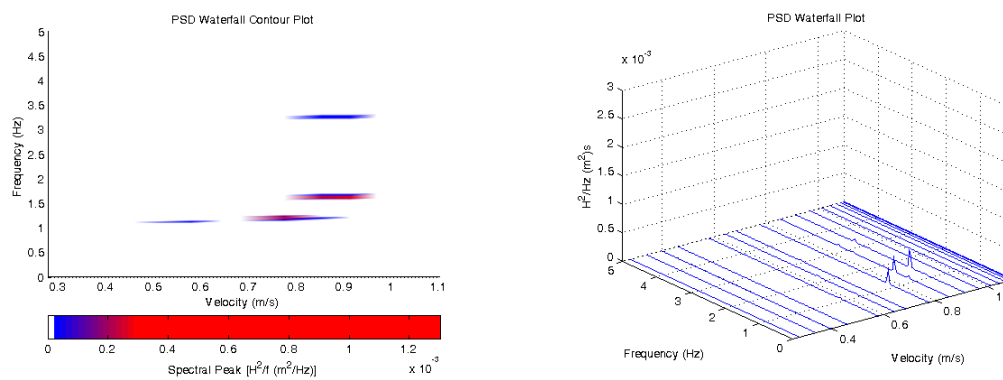 PSD Waterfall Contour Plot
5
4.5
4
3.5
3
2.5
2
1.5
1
0.5
0
Frequency (Hz)
0.3 0.4 0.5 0.6 0.7 0.8 0.9 1 1.1
Velocity (m/s)
0 0.2 0.4 0.6 0.8 1 1.2
x 10⁻³
Spectral Peak [H²/f (m²/Hz)]
PSD Waterfall Plot
x 10⁻³
3
2.5
2
1.5
1
0.5
0
H²/Hz (m²)s
5 4 3 2 1 0
Frequency (Hz)
0.4 0.6 0.8 1
Velocity (m/s)